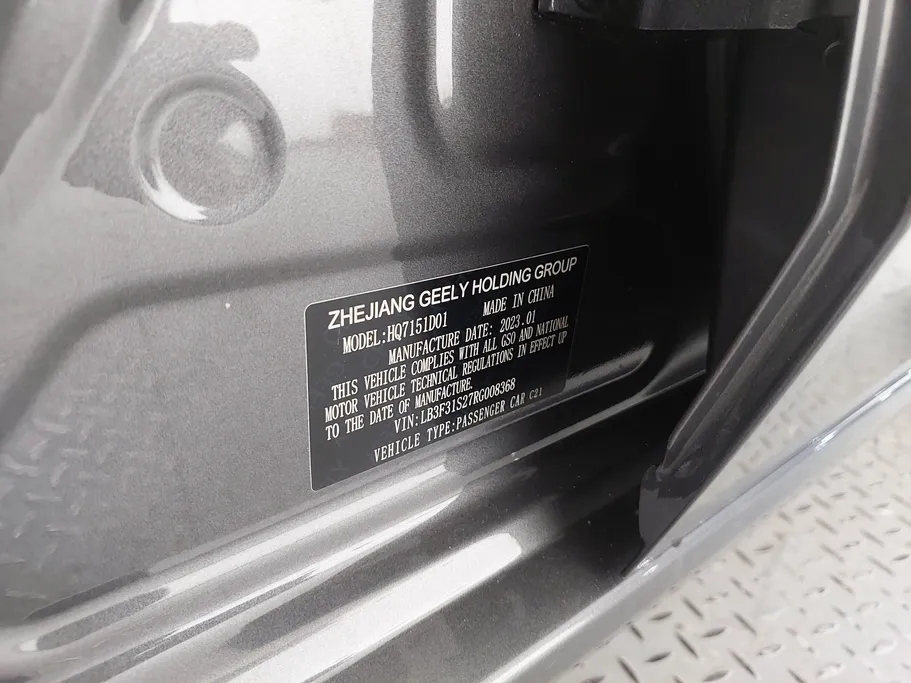 ZHEJIANG GEELY HOLDING GROUP
MODEL:HQ7151D01 MADE IN CHINA
MANUFACTURE DATE: 2023.01
THIS VEHICLE COMPLIES WITH ALL GSO AND NATIONAL
MOTOR VEHICLE TECHNICAL REGULATIONS IN EFFECT UP
TO THE DATE OF MANUFACTURE.
VIN:LB3F31S27RG008368
VEHICLE TYPE:PASSENGER CAR C21